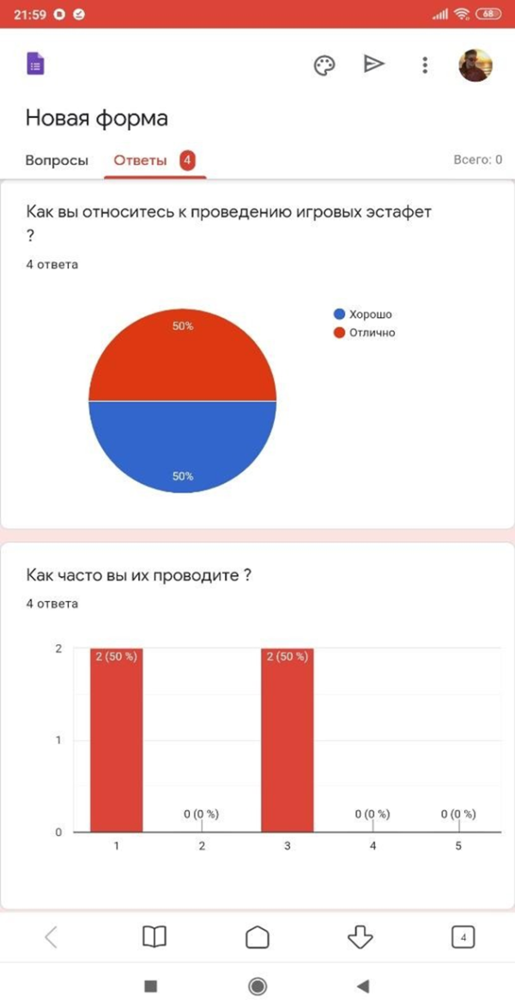 21:59
68
Новая форма
Вопросы
Ответы
4
Всего: 0
Как вы относитесь к проведению игровых эстафет
?
4 ответа
50%
Хорошо
Отлично
50%
Как часто вы их проводите ?
4 ответа
2
2 (50 %)
2 (50 %)
1
0 (0 %)
0 (0 %)
0 (0 %)
0
1
2
3
4
5
4